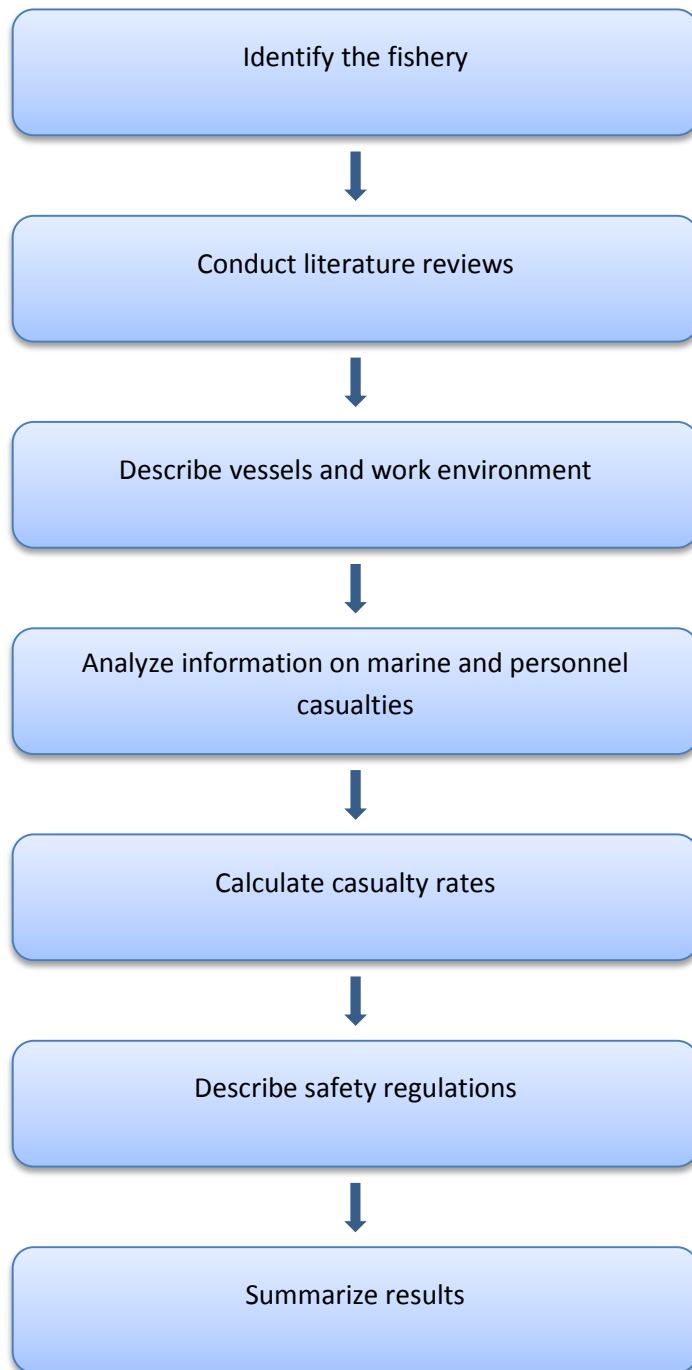 Identify the fishery
Conduct literature reviews
Describe vessels and work environment
Analyze information on marine and personnel
casualties
Calculate casualty rates
Describe safety regulations
Summarize results